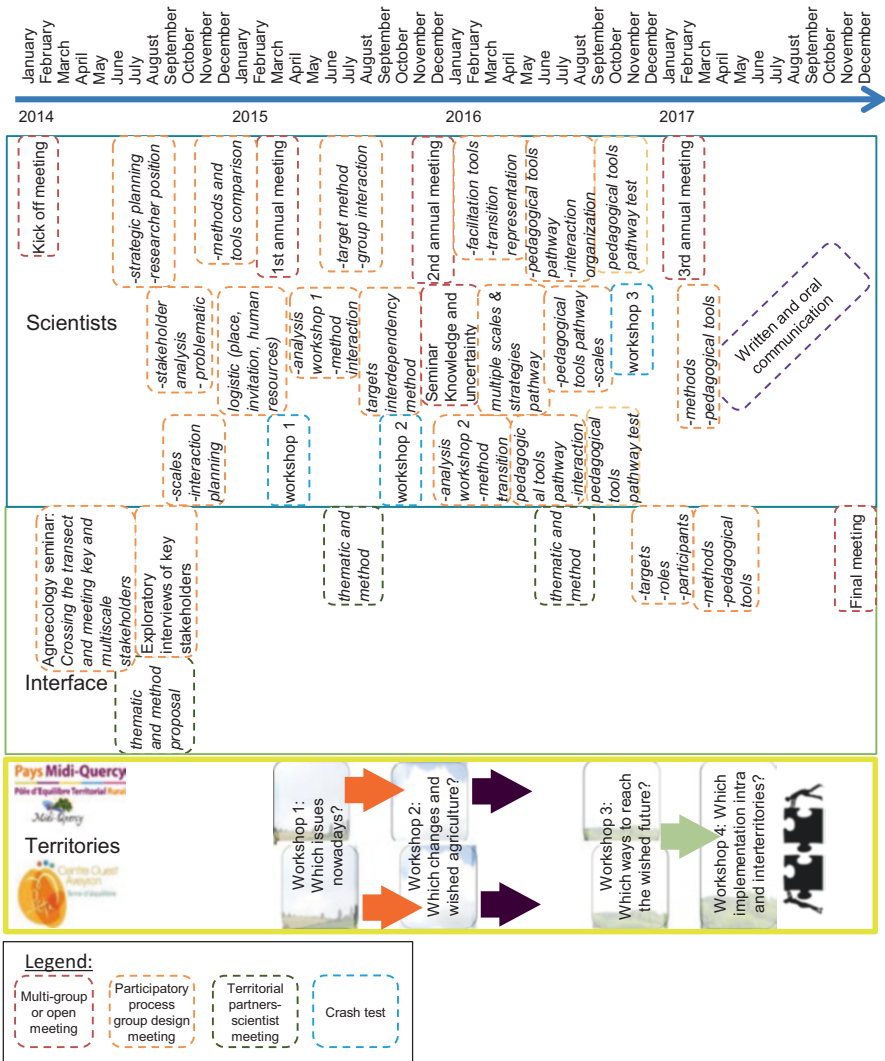 January
February
March
April
May
June
July
August
September
October
November
December
January
February
March
April
May
June
July
August
September
October
November
December
January
February
March
April
May
June
July
August
September
October
November
December
January
February
March
April
May
June
July
August
September
October
November
December
2014
2015
2016
2017
Kick off meeting
-strategic planning
-researcher position
-methods and
tools comparison
1st annual meeting
-target method
-group interaction
2nd annual meeting
-facilitation tools
-transition
representation
-pedagogical tools
pathway
-interaction
organization
pedagogical tools
pathway test
3rd annual meeting
Scientists
-stakeholder
analysis
- problematic
logistic (place,
invitation, human
resources)
-analysis
workshop 1
-method
interaction
targets
interdependency
method
Seminar
Knowledge and
uncertainty
multiple scales &
strategies
pathway
-pedagogical
tools pathway
-scales
workshop 3
-methods
-pedagogical tools
Written and oral
communication
-scales
-interaction
planning
workshop 1
workshop 2
-analysis
workshop 2
-method
transition
pedagogic
al tools
pathway
-interaction
pedagogical
tools
pathway test
Agroecology seminar:
Crossing the transect
and meeting key and
multiscale
stakeholders
Exploratory
interviews of key
stakeholders
thematic and
method
thematic and
method
-targets
-roles
-participants
-methods
-pedagogical
tools
Final meeting
Interface
thematic
and method
proposal
Pays Midi-Quercy
Pôle d'Equilibre Territorial Rural
Midi-Quercy
Territories
Centre Ouest
Aveyron
Workshop 1:
Which issues
nowadays?
Workshop 2:
Which changes and
wished agriculture?
Workshop 3:
Which ways to reach
the wished future?
Workshop 4: Which
implementation intra
and interterritories?
Legend:
Multi-group
or open
meeting
Participatory
process
group design
meeting
Territorial
partners-
scientist
meeting
Crash test